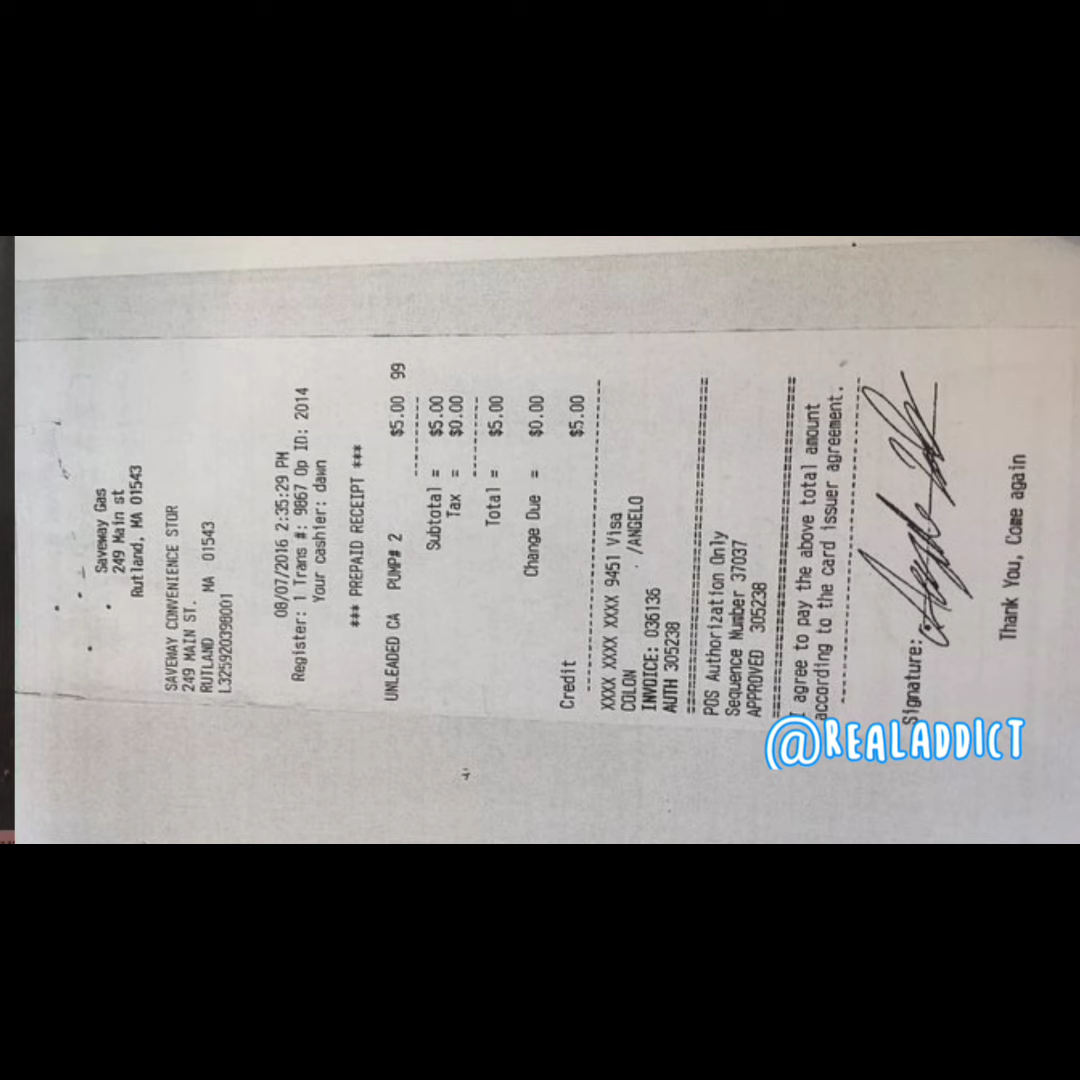 Saveway Gas
249 Main st
Rutland, MA 01543
SAVEWAY CONVENIENCE STOR
249 MAIN ST.
RUTLAND MA 01543
L325920398001
08/07/2016 2:35:29 PM
Register: 1 Trans #: 9867 Op ID: 2014
Your cashier: dawn
*** PREPAID RECEIPT ***
UNLEADED CA PUMP# 2 $5.00 99
Subtotal = $5.00
Tax = $0.00
Total = $5.00
Change Due = $0.00
Credit $5.00
XXXX XXXX XXXX 9451 Visa
COLON /ANGELO
INVOICE: 036136
AUTH 305238
POS Authorization Only
Sequence Number 37037
APPROVED 305238
I agree to pay the above total amount
according to the card issuer agreement.
Signature:
Thank You, Come again
@REALADDICT